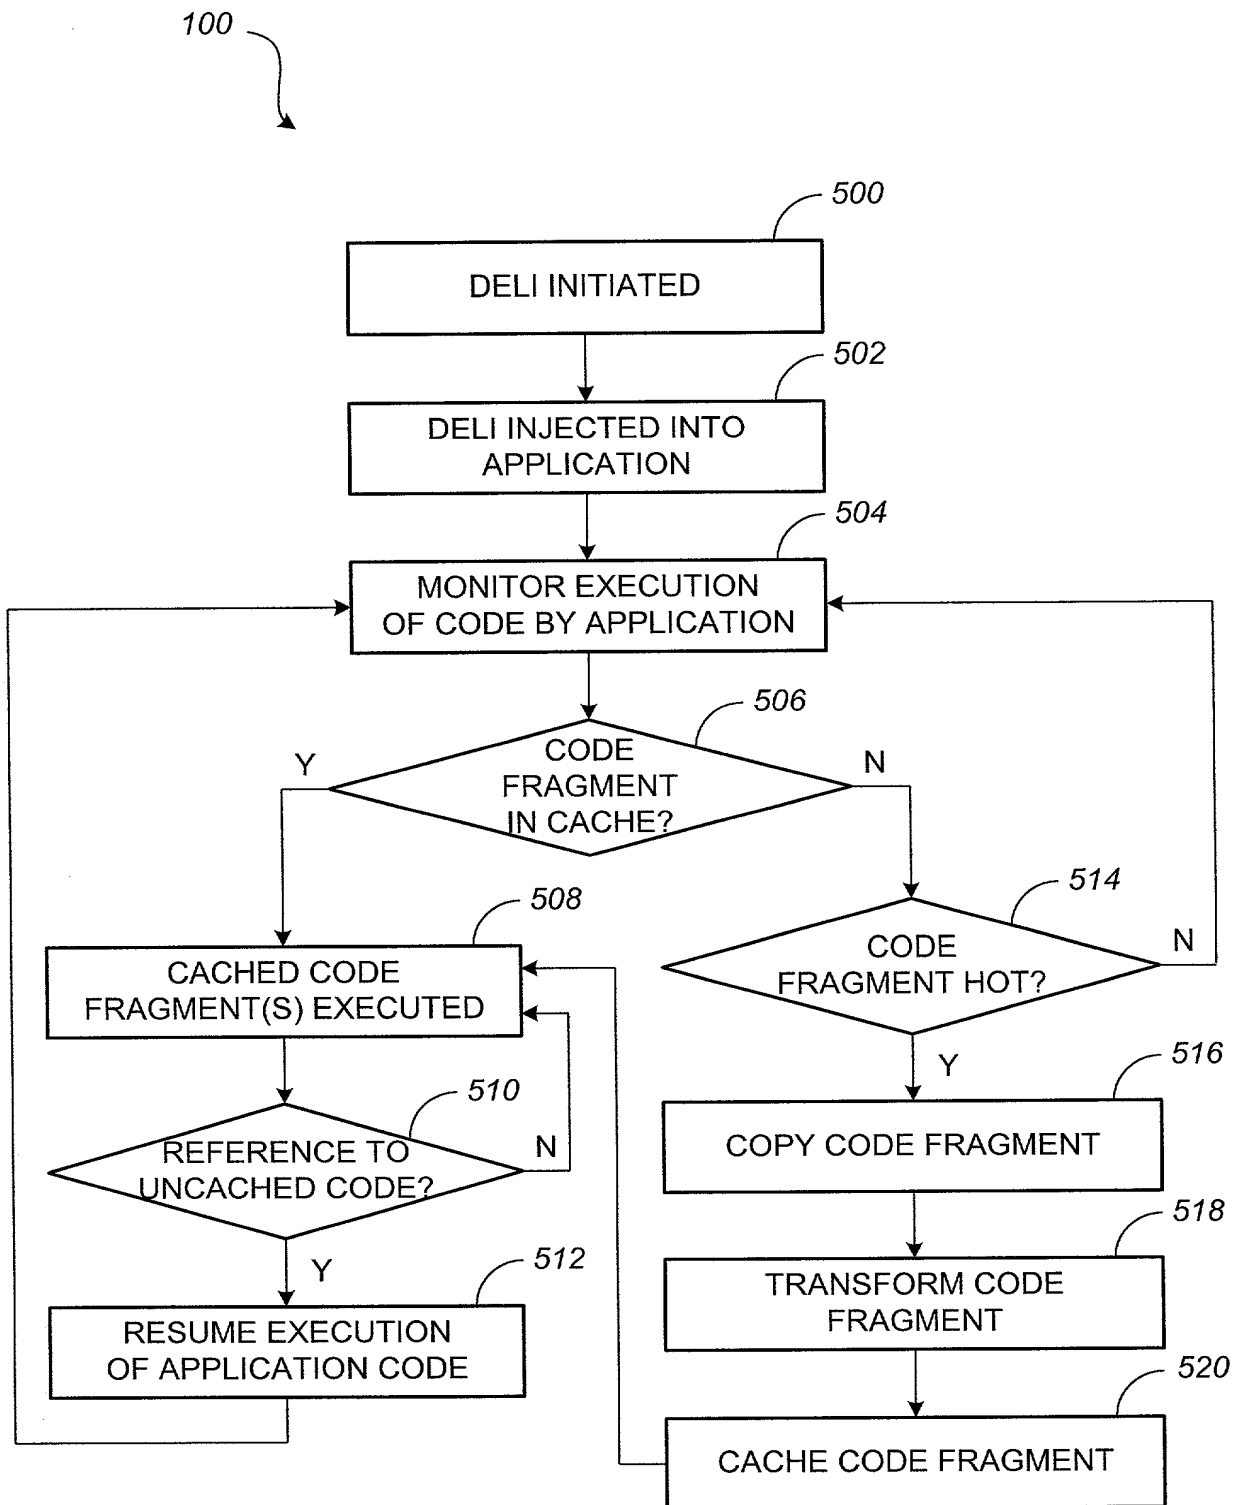 100
500
DELI INITIATED
502
DELI INJECTED INTO
APPLICATION
504
MONITOR EXECUTION
OF CODE BY APPLICATION
506
Y
CODE
FRAGMENT
IN CACHE?
N
508
CACHED CODE
FRAGMENT(S) EXECUTED
514
CODE
FRAGMENT HOT?
N
510
REFERENCE TO
UNCACHED CODE?
N
Y
516
COPY CODE FRAGMENT
Y
512
RESUME EXECUTION
OF APPLICATION CODE
518
TRANSFORM CODE
FRAGMENT
520
CACHE CODE FRAGMENT